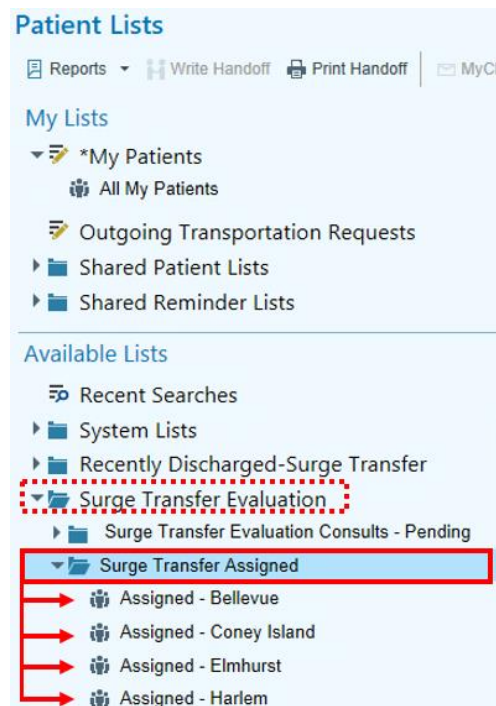 Patient Lists
Reports Write Handoff Print Handoff MyC
My Lists
*My Patients
All My Patients
Outgoing Transportation Requests
Shared Patient Lists
Shared Reminder Lists
Available Lists
Recent Searches
System Lists
Recently Discharged-Surge Transfer
Surge Transfer Evaluation
Surge Transfer Evaluation Consults - Pending
Surge Transfer Assigned
Assigned - Bellevue
Assigned - Coney Island
Assigned - Elmhurst
Assigned - Harlem